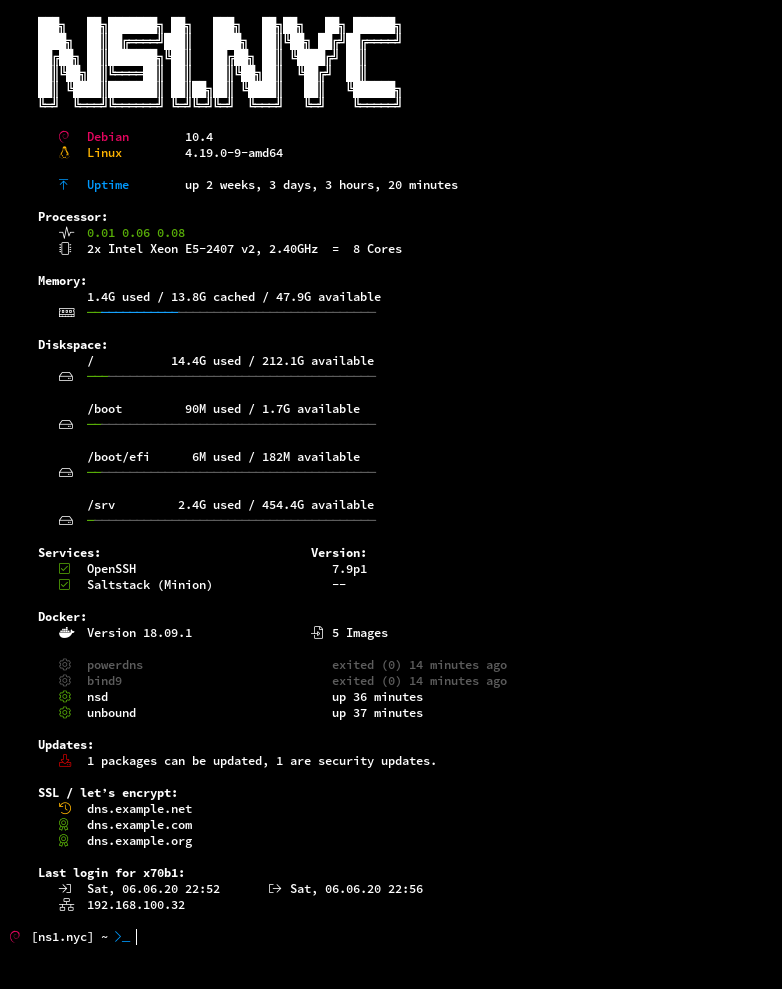 NS1.NYC
Debian 10.4
Linux 4.19.0-9-amd64
Uptime up 2 weeks, 3 days, 3 hours, 20 minutes
Processor:
0.01 0.06 0.08
2x Intel Xeon E5-2407 v2, 2.40GHz = 8 Cores
Memory:
1.4G used / 13.8G cached / 47.9G available
Diskspace:
/ 14.4G used / 212.1G available
/boot 90M used / 1.7G available
/boot/efi 6M used / 182M available
/srv 2.4G used / 454.4G available
Services: Version:
OpenSSH 7.9p1
Saltstack (Minion) --
Docker:
Version 18.09.1 5 Images
powerdns exited (0) 14 minutes ago
bind9 exited (0) 14 minutes ago
nsd up 36 minutes
unbound up 37 minutes
Updates:
1 packages can be updated, 1 are security updates.
SSL / let's encrypt:
dns.example.net
dns.example.com
dns.example.org
Last login for x70b1:
Sat, 06.06.20 22:52 Sat, 06.06.20 22:56
192.168.100.32
[ns1.nyc] ~ >_